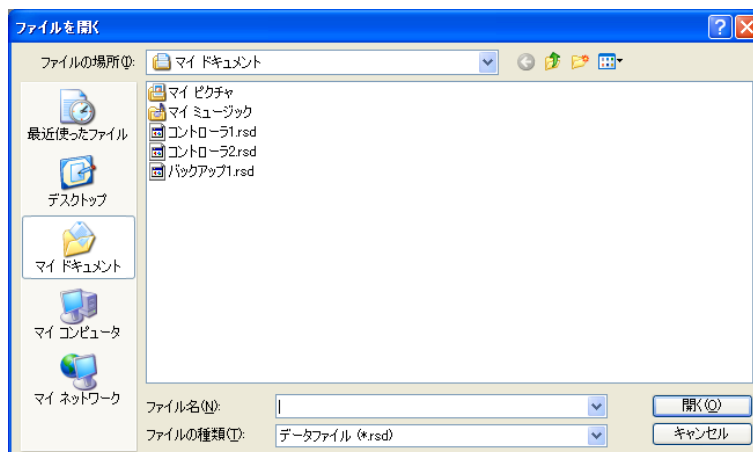 ファイルを開く
ファイルの場所(I): マイ ドキュメント
最近使ったファイル
デスクトップ
マイ ドキュメント
マイ コンピュータ
マイ ネットワーク
マイ ピクチャ
マイ ミュージック
コントローラ1.rsd
コントローラ2.rsd
バックアップ1.rsd
ファイル名(N): 開く(O)
ファイルの種類(T): データファイル (*.rsd) キャンセル